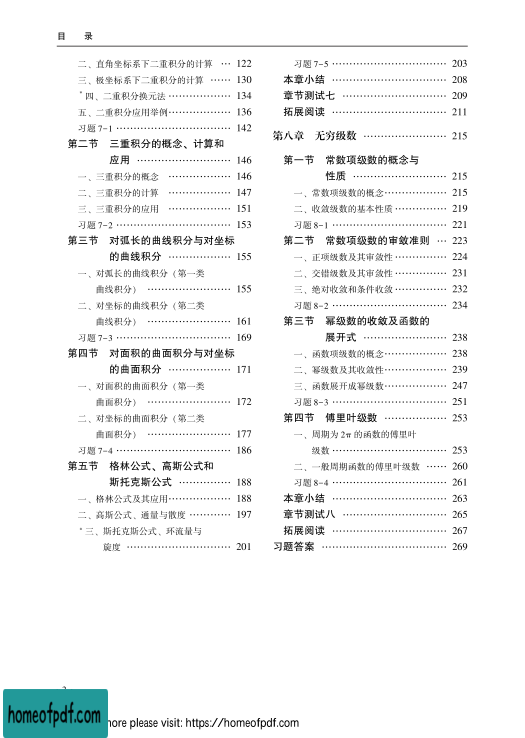 目 录
二、直角坐标系下二重积分的计算 … 122
三、极坐标系下二重积分的计算 …… 130
*四、二重积分换元法 ……………… 134
五、二重积分应用举例 ……………… 136
习题 7-1 …………………………… 142
第二节 三重积分的概念、计算和
应用 ……………………… 146
一、三重积分的概念 ……………… 146
二、三重积分的计算 ……………… 147
三、三重积分的应用 ……………… 151
习题 7-2 …………………………… 153
第三节 对弧长的曲线积分与对坐标
的曲线积分 ……………… 155
一、对弧长的曲线积分（第一类
曲线积分） …………………… 155
二、对坐标的曲线积分（第二类
曲线积分） …………………… 161
习题 7-3 …………………………… 169
第四节 对面积的曲面积分与对坐标
的曲面积分 ……………… 171
一、对面积的曲面积分（第一类
曲面积分） …………………… 172
二、对坐标的曲面积分（第二类
曲面积分） …………………… 177
习题 7-4 …………………………… 186
第五节 格林公式、高斯公式和
斯托克斯公式 …………… 188
一、格林公式及其应用 ……………… 188
二、高斯公式、通量与散度 ………… 197
*三、斯托克斯公式、环流量与
旋度 ………………………… 201
习题 7-5 …………………………… 203
本章小结 …………………………… 208
章节测试七 ………………………… 209
拓展阅读 …………………………… 211
第八章 无穷级数 …………………… 215
第一节 常数项级数的概念与
性质 ……………………… 215
一、常数项级数的概念 ……………… 215
二、收敛级数的基本性质 …………… 219
习题 8-1 …………………………… 221
第二节 常数项级数的审敛准则 … 223
一、正项级数及其审敛性 …………… 224
二、交错级数及其审敛性 …………… 231
三、绝对收敛和条件收敛 …………… 232
习题 8-2 …………………………… 234
第三节 幂级数的收敛及函数的
展开式 …………………… 238
一、函数项级数的概念 ……………… 238
二、幂级数及其收敛性 ……………… 239
三、函数展开成幂级数 ……………… 247
习题 8-3 …………………………… 251
第四节 傅里叶级数 ……………… 253
一、周期为 2π 的函数的傅里叶
级数 ………………………… 253
二、一般周期函数的傅里叶级数 …… 260
习题 8-4 …………………………… 261
本章小结 …………………………… 263
章节测试八 ………………………… 265
拓展阅读 …………………………… 267
习题答案 ……………………………… 269
homeofpdf.com
more please visit: https://homeofpdf.com